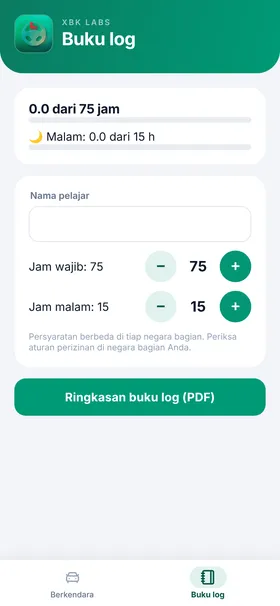 XBK LABS
Buku log
0.0 dari 75 jam
🌙 Malam: 0.0 dari 15 h
Nama pelajar
Jam wajib: 75
− 75 +
Jam malam: 15
− 15 +
Persyaratan berbeda di tiap negara bagian. Periksa
aturan perizinan di negara bagian Anda.
Ringkasan buku log (PDF)
Berkendara
Buku log